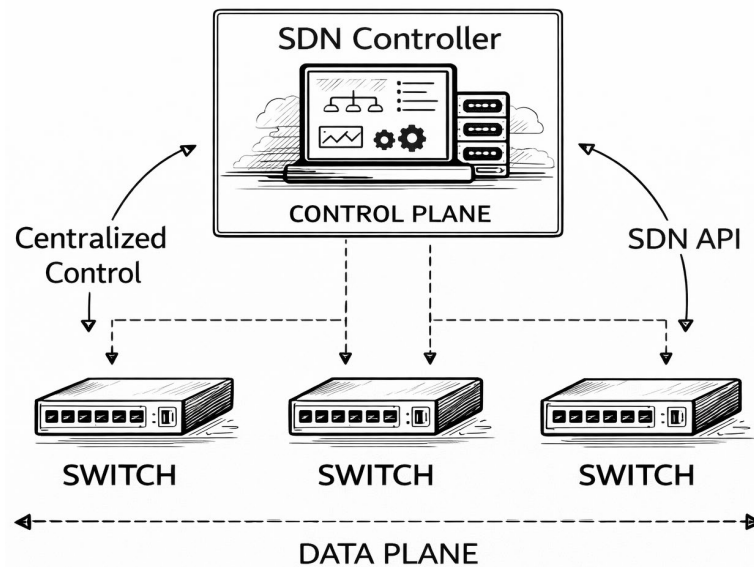 SDN Controller
CONTROL PLANE
Centralized
Control
SDN API
SWITCH
SWITCH
SWITCH
DATA PLANE